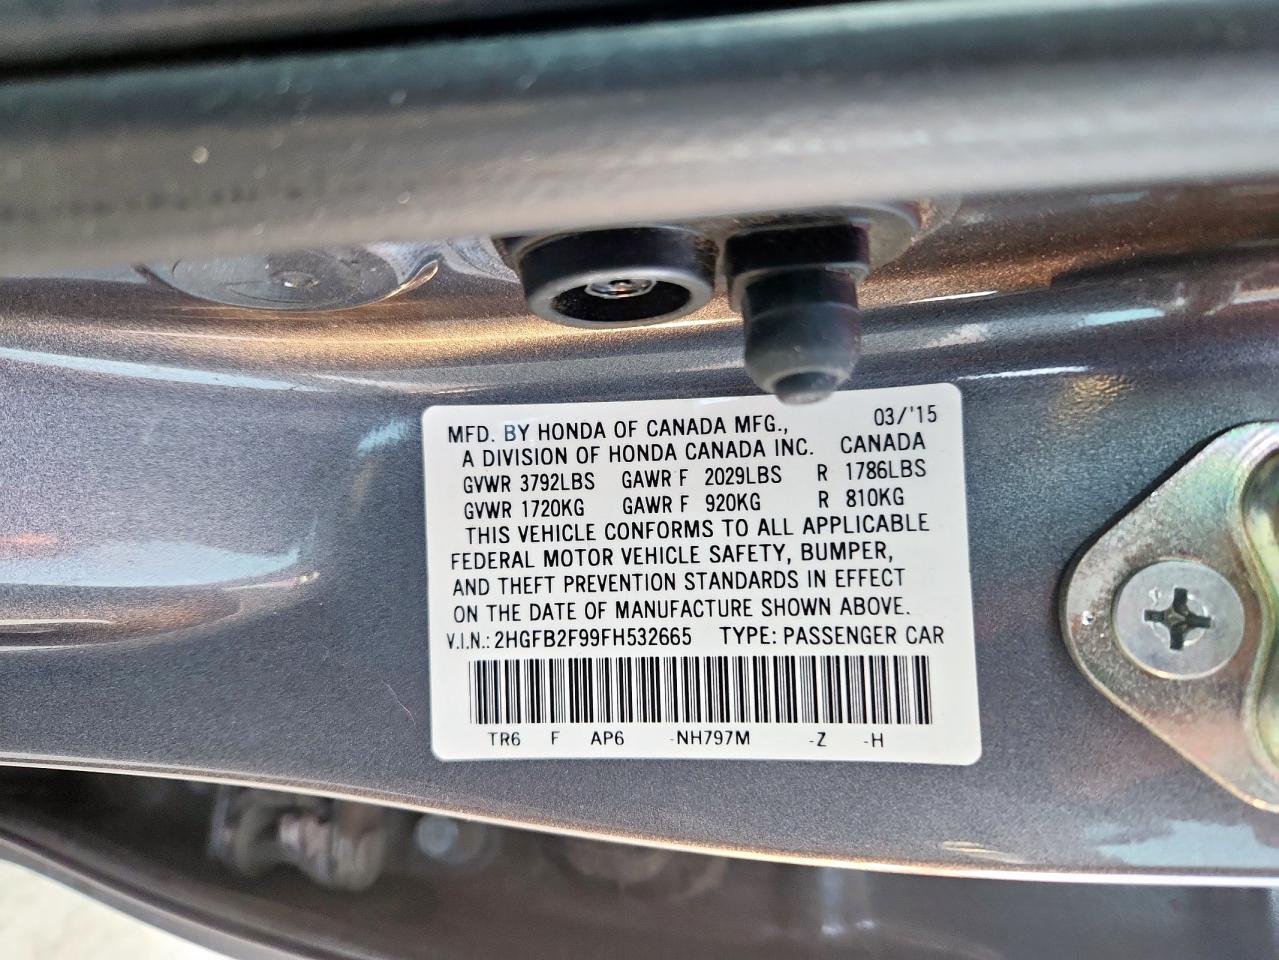 MFD. BY HONDA OF CANADA MFG., 03/'15
A DIVISION OF HONDA CANADA INC. CANADA
GVWR 3792LBS GAWR F 2029LBS R 1786LBS
GVWR 1720KG GAWR F 920KG R 810KG
THIS VEHICLE CONFORMS TO ALL APPLICABLE
FEDERAL MOTOR VEHICLE SAFETY, BUMPER,
AND THEFT PREVENTION STANDARDS IN EFFECT
ON THE DATE OF MANUFACTURE SHOWN ABOVE.
V.I.N.: 2HGFB2F99FH532665 TYPE: PASSENGER CAR
TR6 F AP6 -NH797M -Z -H